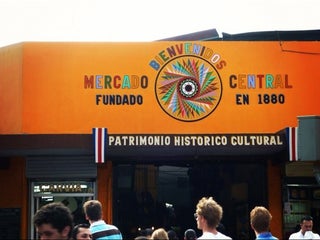 BIENVENIDOS
MERCADO CENTRAL
FUNDADO EN 1880
PATRIMONIO HISTORICO CULTURAL